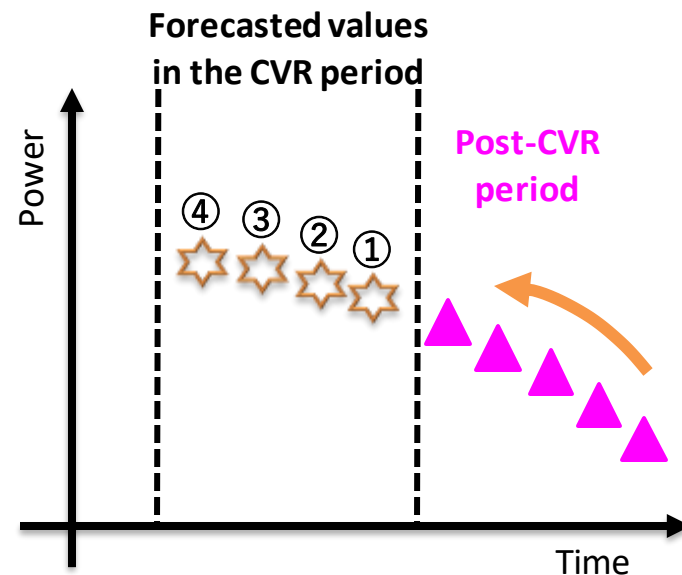 Forecasted values
in the CVR period
Power
Post-CVR
period
④
③
②
①
Time